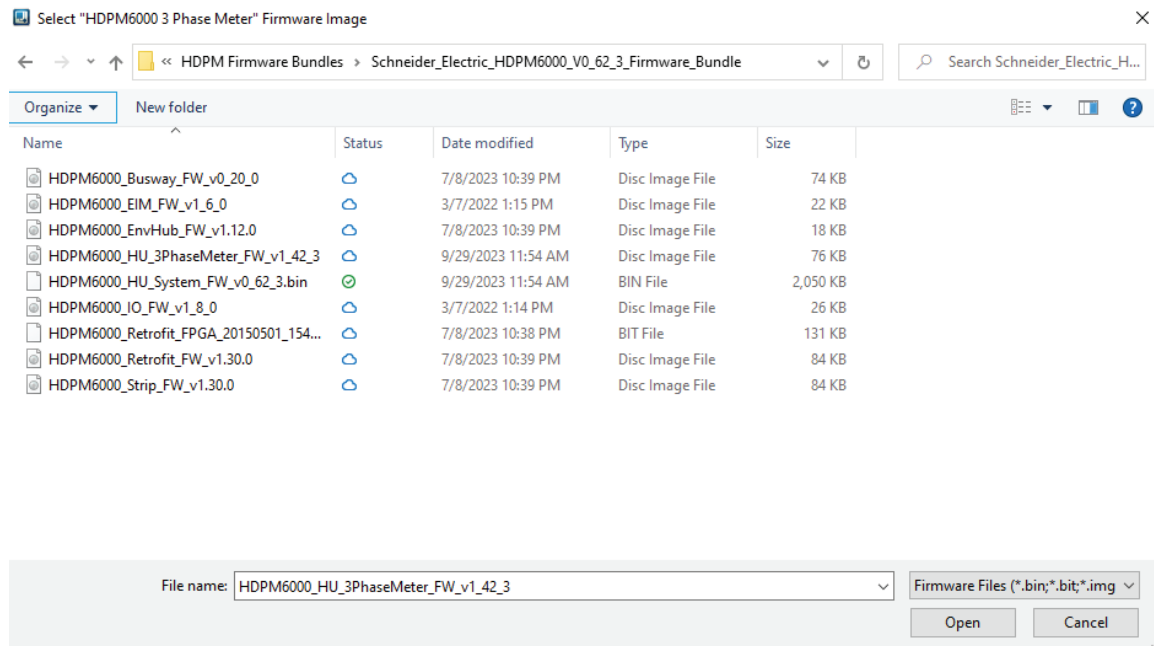 Select "HDPM6000 3 Phase Meter" Firmware Image
« HDPM Firmware Bundles > Schneider_Electric_HDPM6000_V0_62_3_Firmware_Bundle Search Schneider_Electric_H...
Organize New folder
Name Status Date modified Type Size
HDPM6000_Busway_FW_v0_20_0 7/8/2023 10:39 PM Disc Image File 74 KB
HDPM6000_EIM_FW_v1_6_0 3/7/2022 1:15 PM Disc Image File 22 KB
HDPM6000_EnvHub_FW_v1.12.0 7/8/2023 10:39 PM Disc Image File 18 KB
HDPM6000_HU_3PhaseMeter_FW_v1_42_3 9/29/2023 11:54 AM Disc Image File 76 KB
HDPM6000_HU_System_FW_v0_62_3.bin 9/29/2023 11:54 AM BIN File 2,050 KB
HDPM6000_IO_FW_v1_8_0 3/7/2022 1:14 PM Disc Image File 26 KB
HDPM6000_Retrofit_FPGA_20150501_154... 7/8/2023 10:38 PM BIT File 131 KB
HDPM6000_Retrofit_FW_v1.30.0 7/8/2023 10:39 PM Disc Image File 84 KB
HDPM6000_Strip_FW_v1.30.0 7/8/2023 10:39 PM Disc Image File 84 KB
File name: HDPM6000_HU_3PhaseMeter_FW_v1_42_3 Firmware Files (*.bin;*.bit;*.img
Open Cancel